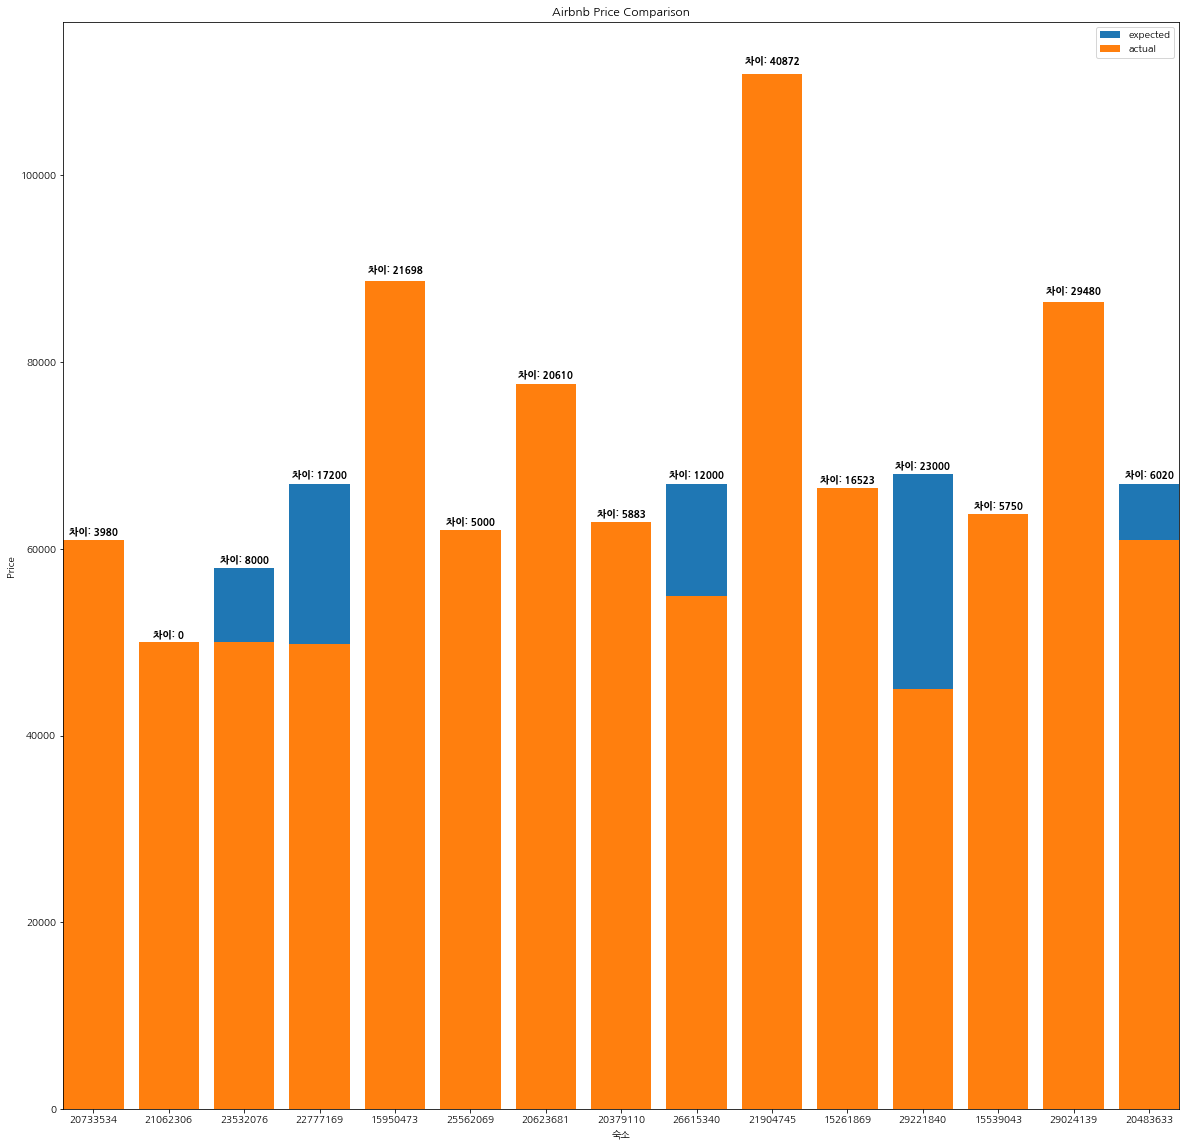 Airbnb Price Comparison
expected
actual
차이: 40872
차이: 21698
차이: 29480
차이: 20610
차이: 23000
차이: 17200
차이: 12000
차이: 6020
차이: 16523
차이: 3980
차이: 5000
차이: 5883
차이: 5750
차이: 8000
차이: 0
Price
100000
80000
60000
40000
20000
0
20733534 21062306 23532076 22777169 15950473 25562069 20623681 20379110 26615340 21904745 15261869 29221840 15539043 29024139 20483633
숙소